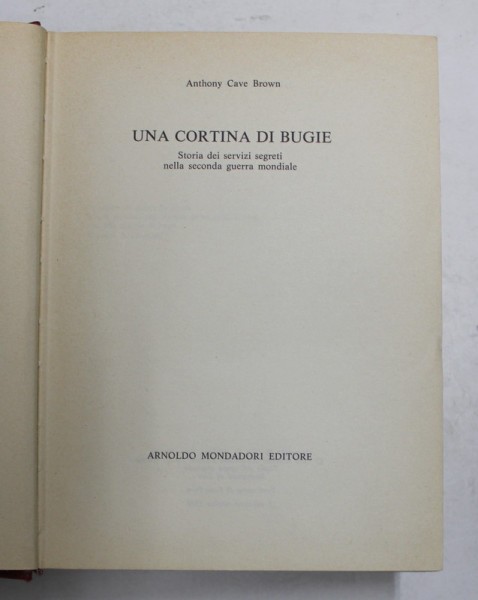 Anthony Cave Brown
UNA CORTINA DI BUGIE
Storia dei servizi segreti
nella seconda guerra mondiale
ARNOLDO MONDADORI EDITORE